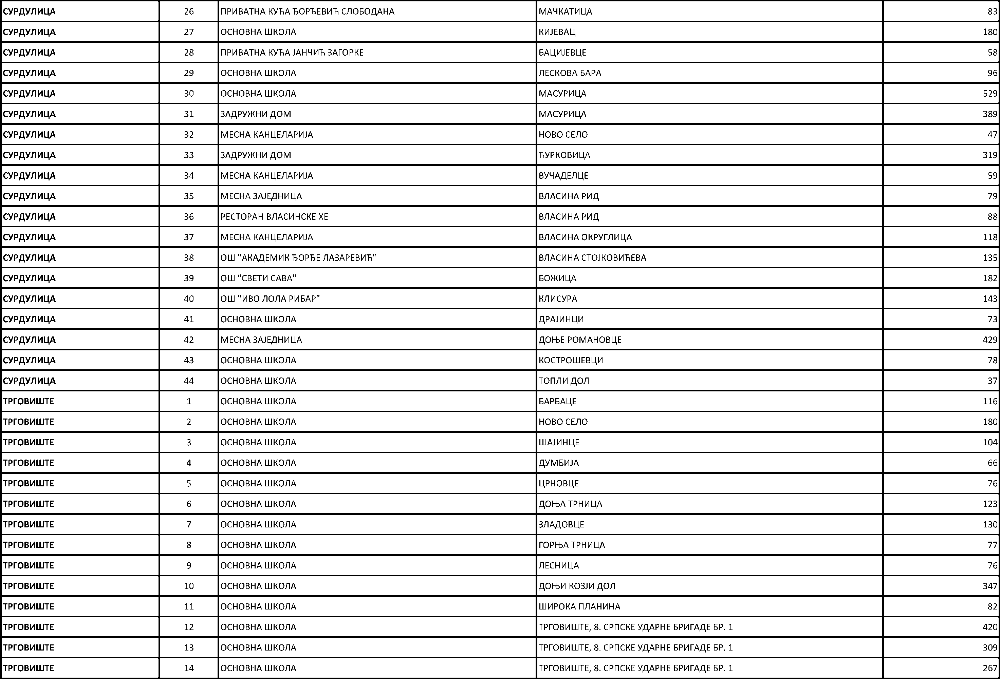 СУРДУЛИЦА 26 ПРИВАТНА КУЋА ЂОРЂЕВИЋ СЛОБОДАНА МАЧКАТИЦА 83
СУРДУЛИЦА 27 ОСНОВНА ШКОЛА КИЈЕВАЦ 180
СУРДУЛИЦА 28 ПРИВАТНА КУЋА ЈАНЧИЋ ЗАГОРКЕ БАЦИЈЕВЦЕ 58
СУРДУЛИЦА 29 ОСНОВНА ШКОЛА ЛЕСКОВА БАРА 96
СУРДУЛИЦА 30 ОСНОВНА ШКОЛА МАСУРИЦА 529
СУРДУЛИЦА 31 ЗАДРУЖНИ ДОМ МАСУРИЦА 389
СУРДУЛИЦА 32 МЕСНА КАНЦЕЛАРИЈА НОВО СЕЛО 47
СУРДУЛИЦА 33 ЗАДРУЖНИ ДОМ ЋУРКОВИЦА 319
СУРДУЛИЦА 34 МЕСНА КАНЦЕЛАРИЈА ВУЧАДЕЛЦЕ 59
СУРДУЛИЦА 35 МЕСНА ЗАЈЕДНИЦА ВЛАСИНА РИД 79
СУРДУЛИЦА 36 РЕСТОРАН ВЛАСИНСКЕ ХЕ ВЛАСИНА РИД 88
СУРДУЛИЦА 37 МЕСНА КАНЦЕЛАРИЈА ВЛАСИНА ОКРУГЛИЦА 118
СУРДУЛИЦА 38 ОШ "АКАДЕМИК ЂОРЂЕ ЛАЗАРЕВИЋ" ВЛАСИНА СТОЈКОВИЋЕВА 135
СУРДУЛИЦА 39 ОШ "СВЕТИ САВА" БОЖИЦА 182
СУРДУЛИЦА 40 ОШ "ИВО ЛОЛА РИБАР" КЛИСУРА 143
СУРДУЛИЦА 41 ОСНОВНА ШКОЛА ДРАЈИНЦИ 73
СУРДУЛИЦА 42 МЕСНА ЗАЈЕДНИЦА ДОЊЕ РОМАНОВЦЕ 429
СУРДУЛИЦА 43 ОСНОВНА ШКОЛА КОСТРОШЕВЦИ 78
СУРДУЛИЦА 44 ОСНОВНА ШКОЛА ТОПЛИ ДОЛ 37
ТРГОВИШТЕ 1 ОСНОВНА ШКОЛА БАРБАЦЕ 116
ТРГОВИШТЕ 2 ОСНОВНА ШКОЛА НОВО СЕЛО 180
ТРГОВИШТЕ 3 ОСНОВНА ШКОЛА ШАЈИНЦЕ 104
ТРГОВИШТЕ 4 ОСНОВНА ШКОЛА ДУМБИЈА 66
ТРГОВИШТЕ 5 ОСНОВНА ШКОЛА ЦРНОВЦЕ 76
ТРГОВИШТЕ 6 ОСНОВНА ШКОЛА ДОЊА ТРНИЦА 123
ТРГОВИШТЕ 7 ОСНОВНА ШКОЛА ЗЛАДОВЦЕ 130
ТРГОВИШТЕ 8 ОСНОВНА ШКОЛА ГОРЊА ТРНИЦА 77
ТРГОВИШТЕ 9 ОСНОВНА ШКОЛА ЛЕСНИЦА 76
ТРГОВИШТЕ 10 ОСНОВНА ШКОЛА ДОЊИ КОЗЈИ ДОЛ 347
ТРГОВИШТЕ 11 ОСНОВНА ШКОЛА ШИРОКА ПЛАНИНА 82
ТРГОВИШТЕ 12 ОСНОВНА ШКОЛА ТРГОВИШТЕ, 8. СРПСКЕ УДАРНЕ БРИГАДЕ БР. 1 420
ТРГОВИШТЕ 13 ОСНОВНА ШКОЛА ТРГОВИШТЕ, 8. СРПСКЕ УДАРНЕ БРИГАДЕ БР. 1 309
ТРГОВИШТЕ 14 ОСНОВНА ШКОЛА ТРГОВИШТЕ, 8. СРПСКЕ УДАРНЕ БРИГАДЕ БР. 1 267